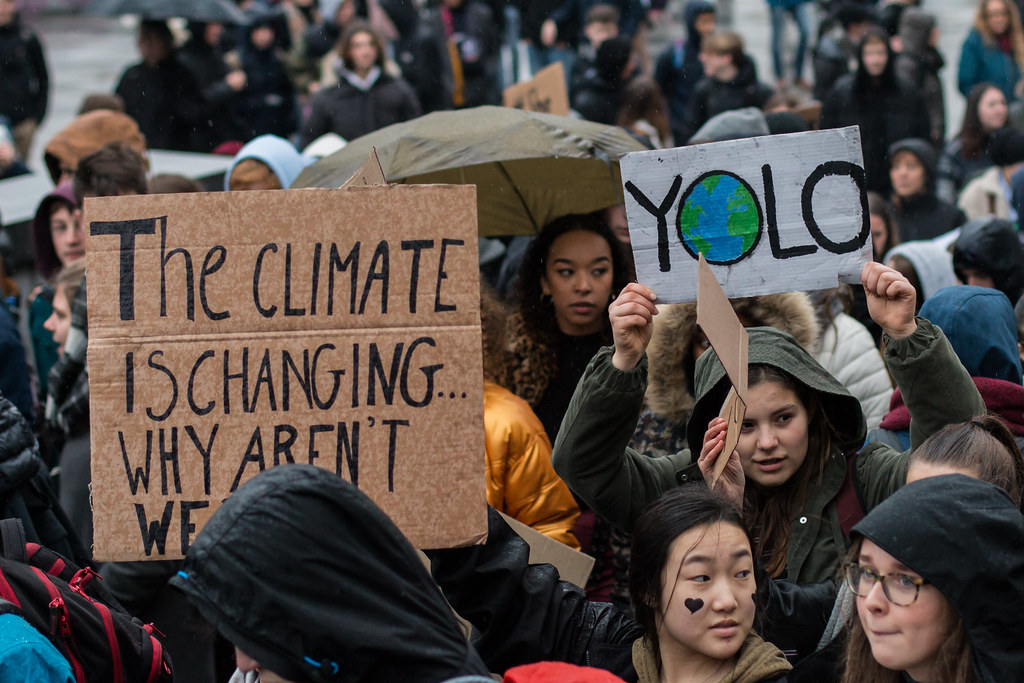 The CLIMATE
IS CHANGING...
WHY AREN'T
WE
YOLO